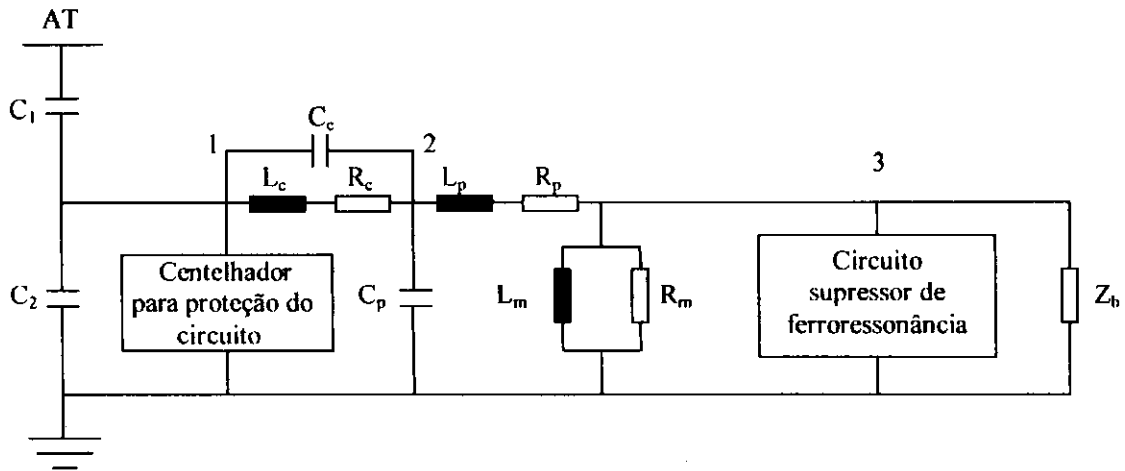 AT
C₁
1
Cc
2
Lc
Rc
Lp
Rp
3
C₂
Centelhador
para proteção do
circuito
Cp
Lm
Rm
Circuito
supressor de
ferroressonância
Zb